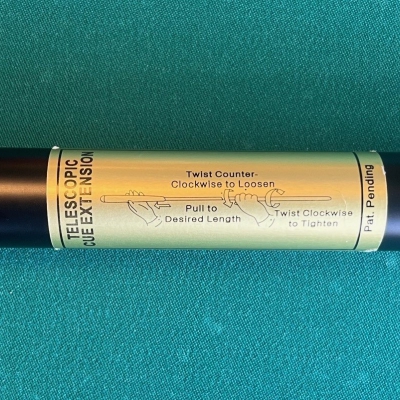 TELESCOPIC
CUE EXTENSION
Twist Counter-
Clockwise to Loosen
Pull to
Desired Length
Twist Clockwise
to Tighten
Pat. Pending